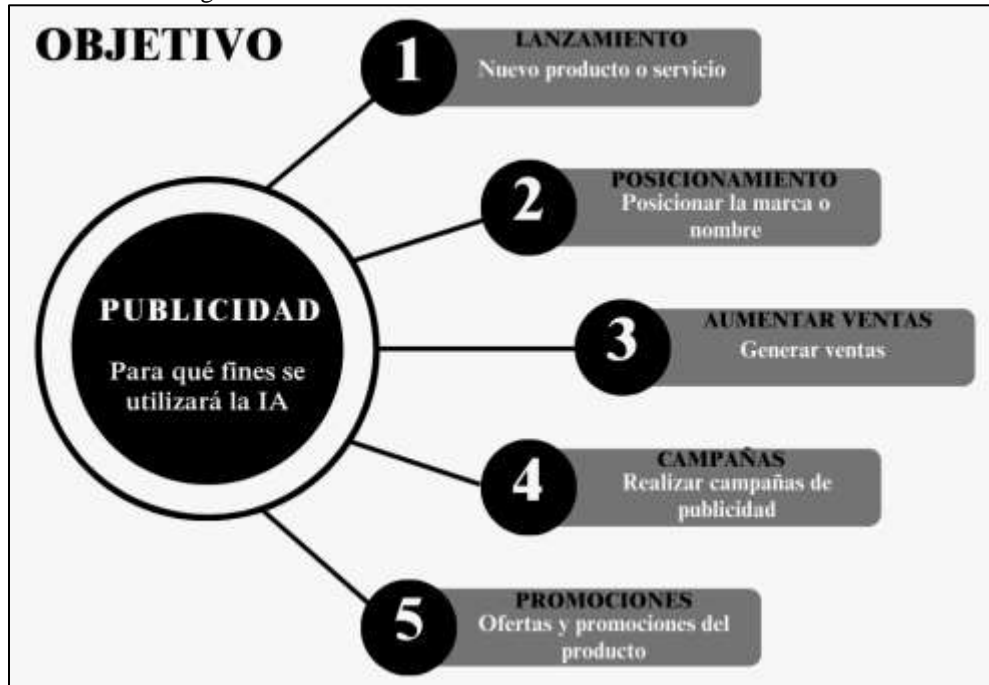 OBJETIVO
1
LANZAMIENTO
Nuevo producto o servicio
2
POSICIONAMIENTO
Posicionar la marca o
nombre
PUBLICIDAD
Para qué fines se
utilizará la IA
3
AUMENTAR VENTAS
Generar ventas
4
CAMPAÑAS
Realizar campañas de
publicidad
5
PROMOCIONES
Ofertas y promociones del
producto